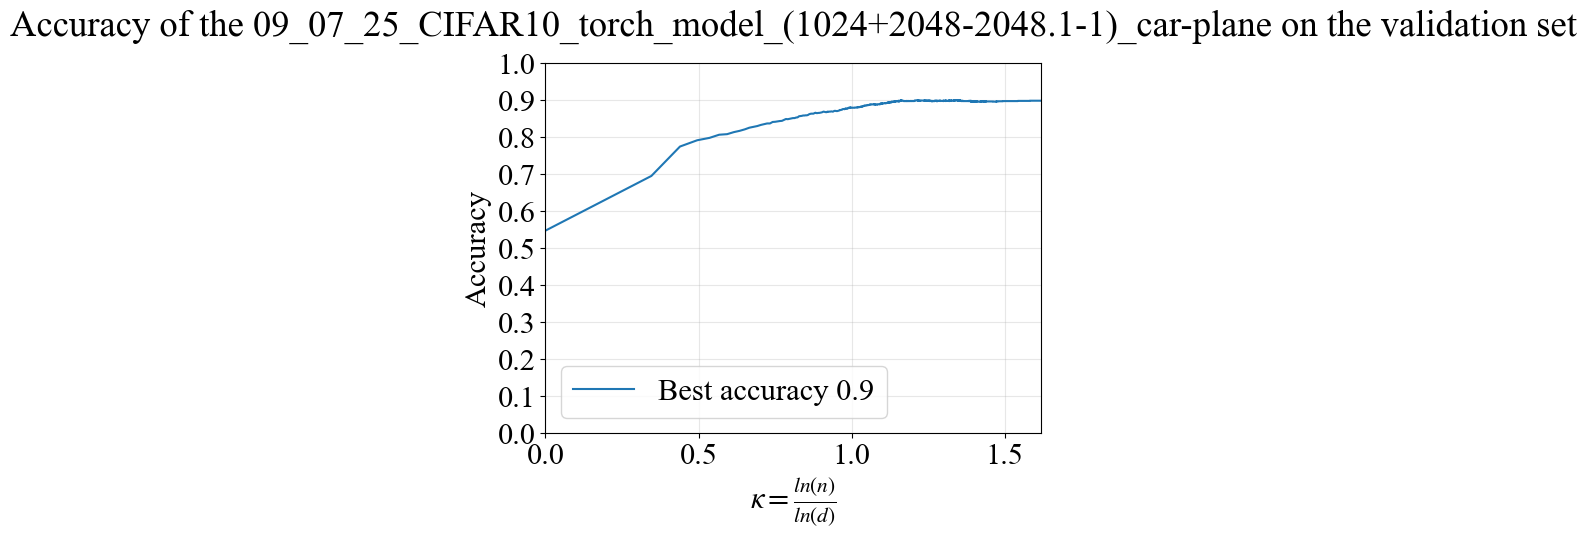 Accuracy of the 09_07_25_CIFAR10_torch_model_(1024+2048-2048.1-1)_car-plane on the validation set
1.0
0.9
0.8
0.7
0.6
0.5
0.4
0.3
0.2
0.1
0.0
Accuracy
Best accuracy 0.9
0.0 0.5 1.0 1.5
κ = ln(n) / ln(d)